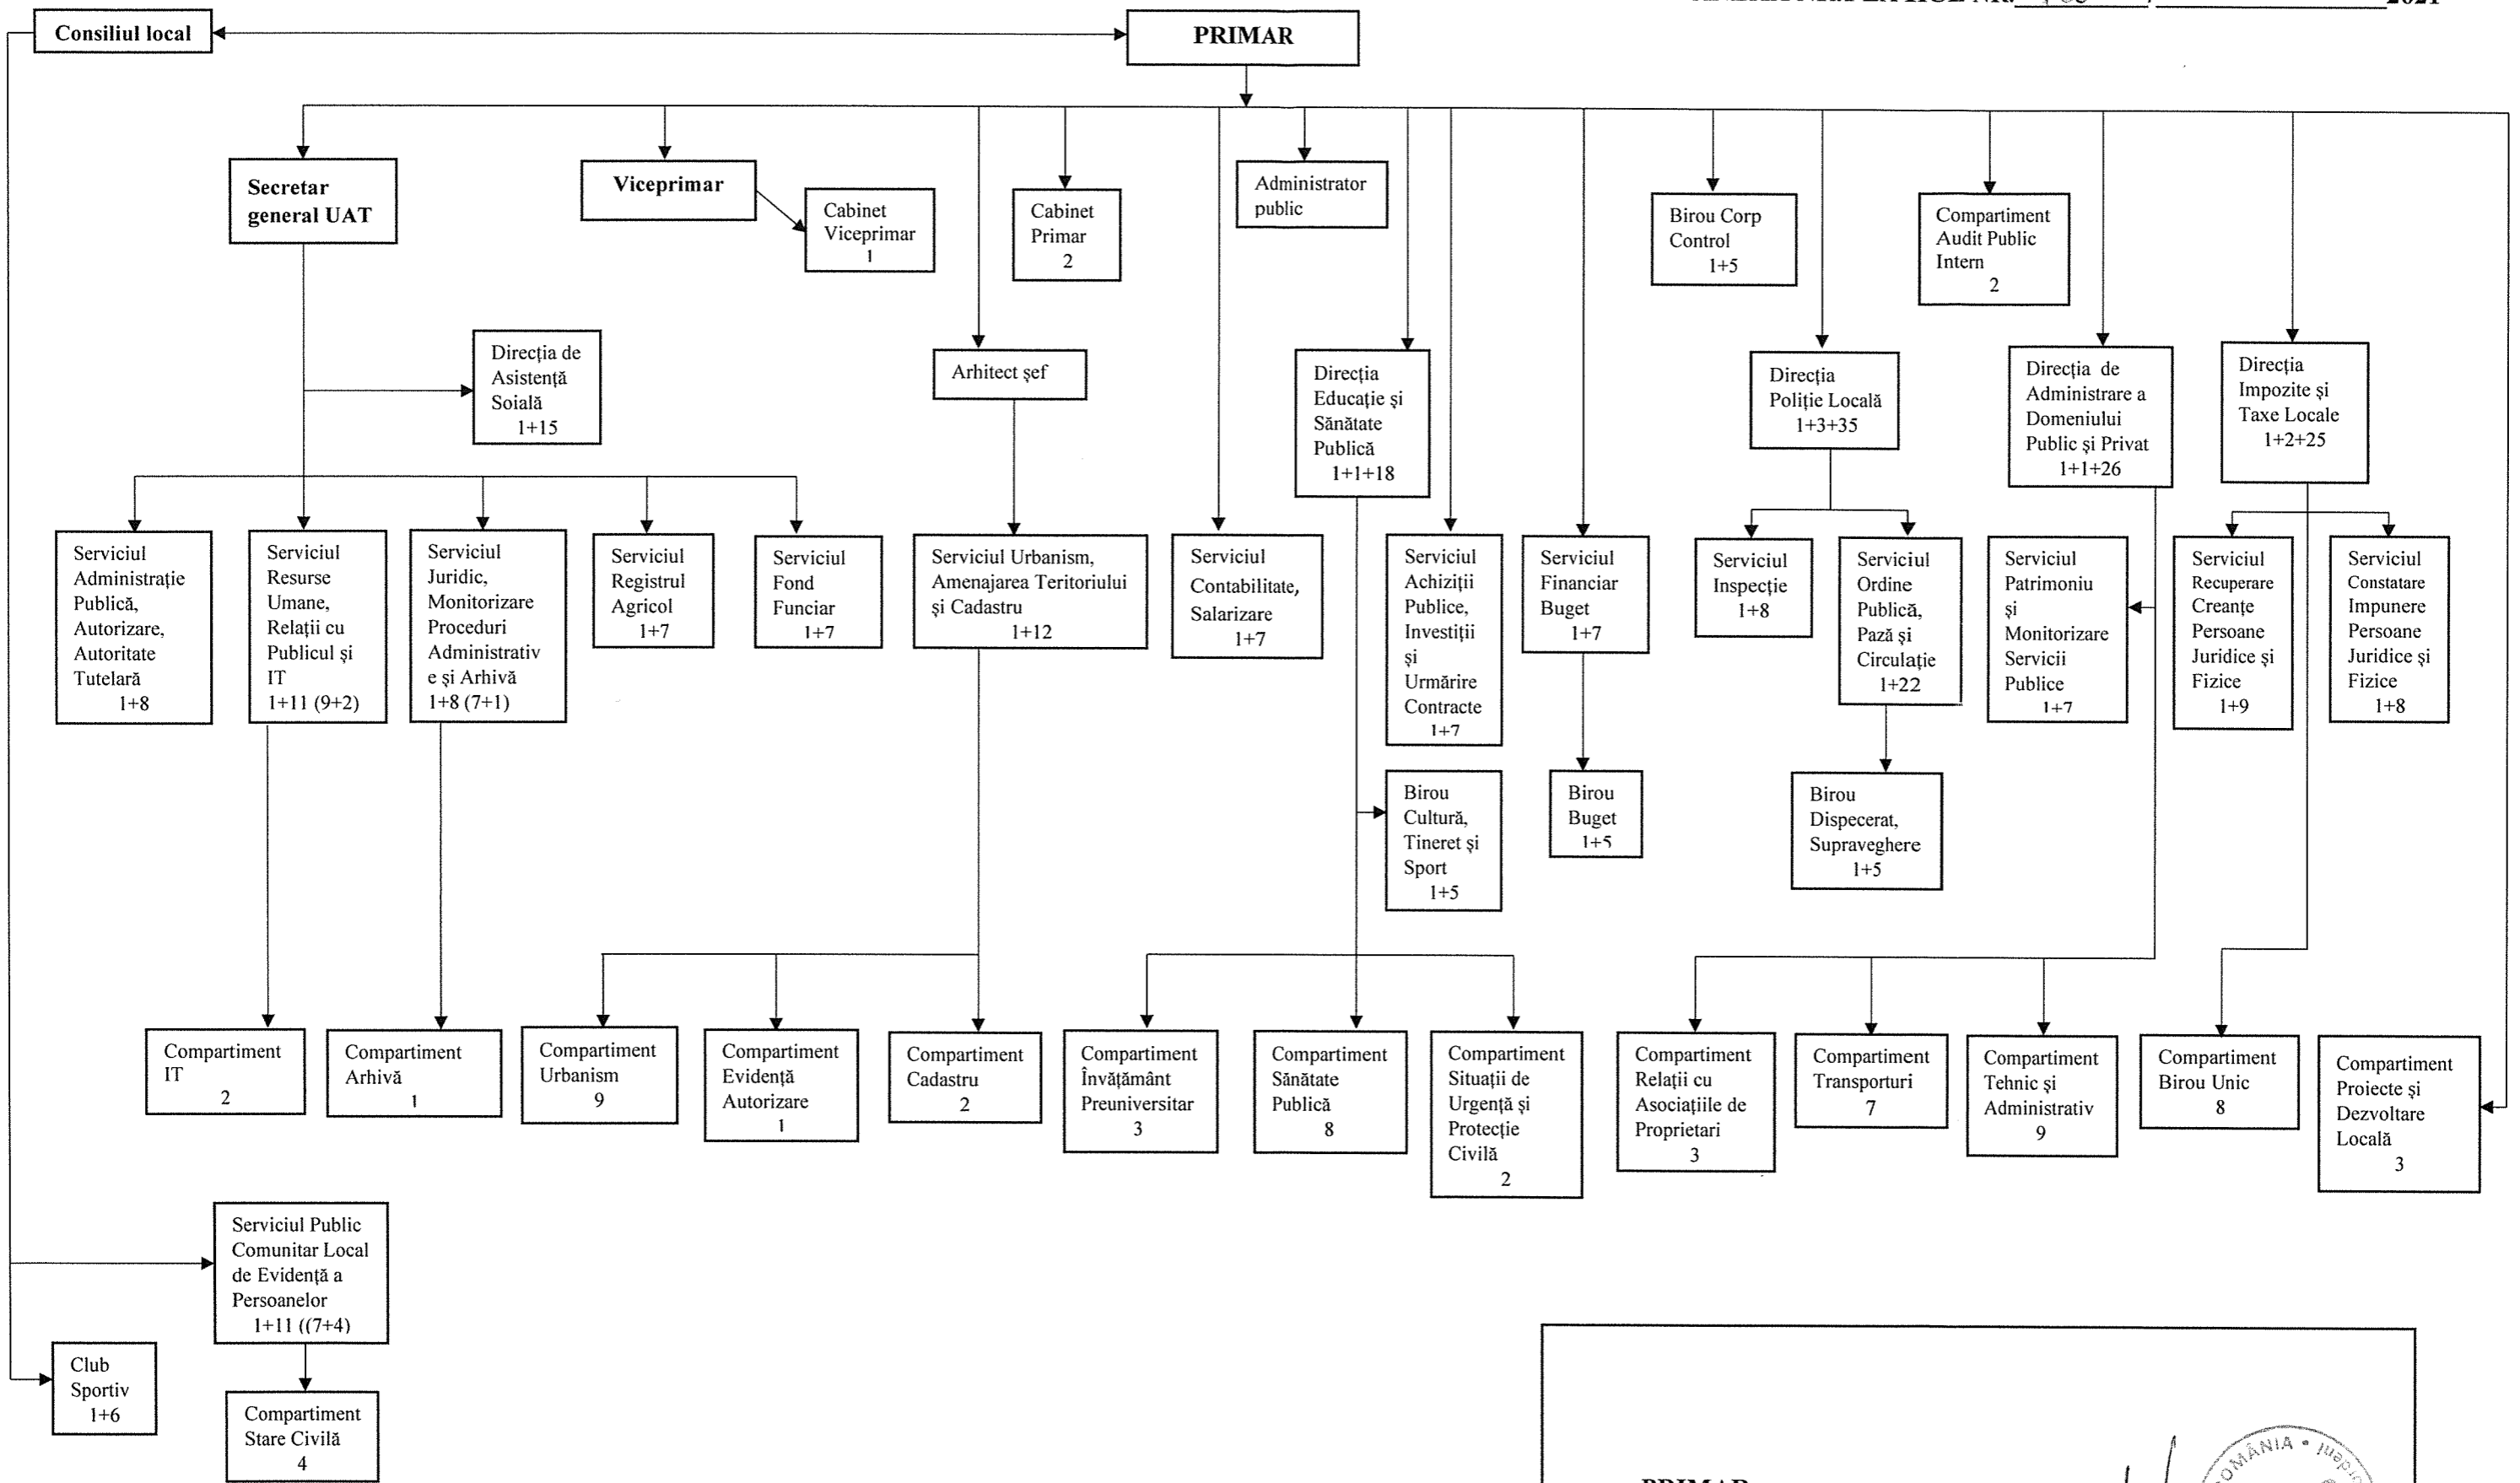 2021
Consiliul local
PRIMAR
Secretar
general UAT
Viceprimar
Cabinet
Viceprimar
1
Cabinet
Primar
2
Administrator
public
Birou Corp
Control
1+5
Compartiment
Audit Public
Intern
2
Direcția de
Asistență
Soială
1+15
Arhitect șef
Direcția
Educație și
Sănătate
Publică
1+1+18
Direcția
Poliție Locală
1+3+35
Direcția de
Administrare a
Domeniului
Public și Privat
1+1+26
Direcția
Impozite și
Taxe Locale
1+2+25
Serviciul
Administrație
Publică,
Autorizare,
Autoritate
Tutelară
1+8
Serviciul
Resurse
Umane,
Relații cu
Publicul și
IT
1+11 (9+2)
Serviciul
Juridic,
Monitorizare
Proceduri
Administrativ
e și Arhivă
1+8 (7+1)
Serviciul
Registrul
Agricol
1+7
Serviciul
Fond
Funciar
1+7
Serviciul Urbanism,
Amenajarea Teritoriului
și Cadastru
1+12
Serviciul
Contabilitate,
Salarizare
1+7
Serviciul
Achiziții
Publice,
Investiții
și
Urmărire
Contracte
1+7
Serviciul
Financiar
Buget
1+7
Serviciul
Inspecție
1+8
Serviciul
Ordine
Publică,
Pază și
Circulație
1+22
Serviciul
Patrimoniu
și
Monitorizare
Servicii
Publice
1+7
Serviciul
Recuperare
Creanțe
Persoane
Juridice și
Fizice
1+9
Serviciul
Constatare
Impunere
Persoane
Juridice și
Fizice
1+8
Birou
Cultură,
Tineret și
Sport
1+5
Birou
Buget
1+5
Birou
Dispecerat,
Supraveghere
1+5
Compartiment
IT
2
Compartiment
Arhivă
1
Compartiment
Urbanism
9
Compartiment
Evidență
Autorizare
1
Compartiment
Cadastru
2
Compartiment
Învățământ
Preuniversitar
3
Compartiment
Sănătate
Publică
8
Compartiment
Situații de
Urgență și
Protecție
Civilă
2
Compartiment
Relații cu
Asociațiile de
Proprietari
3
Compartiment
Transporturi
7
Compartiment
Tehnic și
Administrativ
9
Compartiment
Birou Unic
8
Compartiment
Proiecte și
Dezvoltare
Locală
3
Serviciul Public
Comunitar Local
de Evidență a
Persoanelor
1+11 ((7+4)
Club
Sportiv
1+6
Compartiment
Stare Civilă
4
PRIMAR
ROMÂNIA